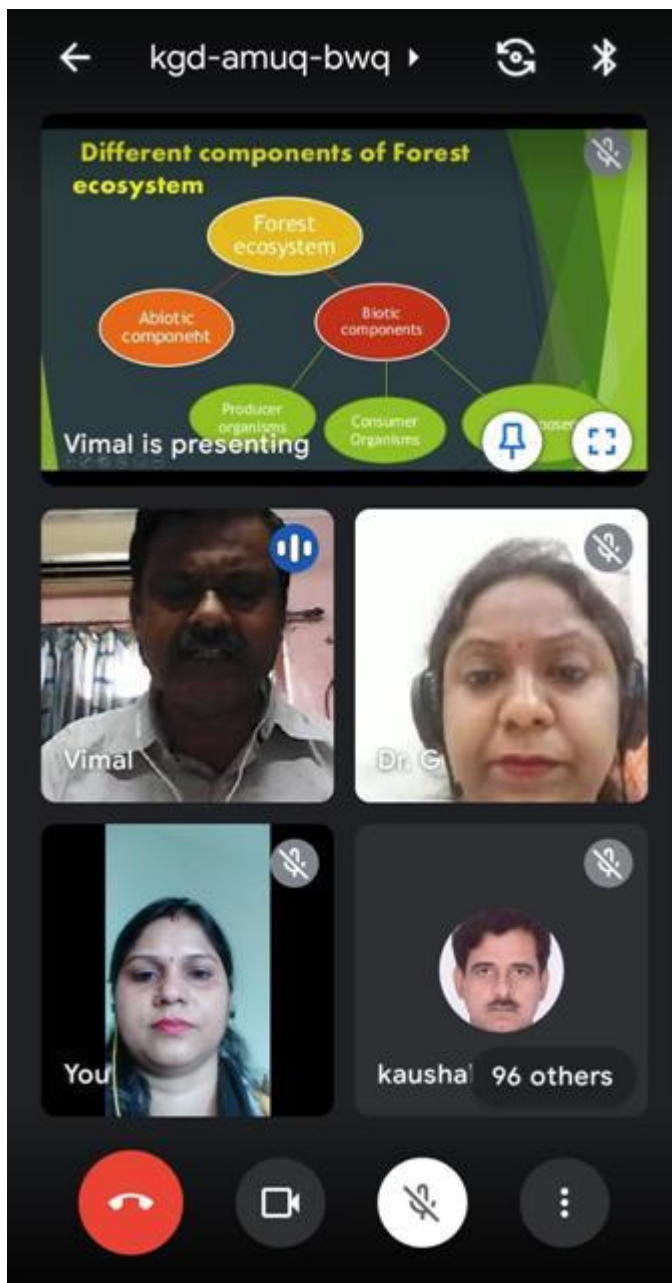 kgd-amuq-bwq
Different components of Forest
ecosystem
Forest
ecosystem
Abiotic
component
Biotic
components
Producer
organisms
Consumer
Organisms
Vimal is presenting
Vimal
Dr. G
You
kaushal
96 others